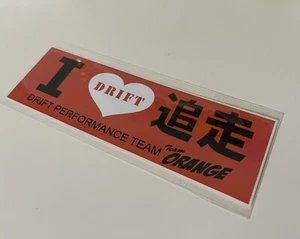 I DRIFT 追走
DRIFT PERFORMANCE TEAM Team ORANGE